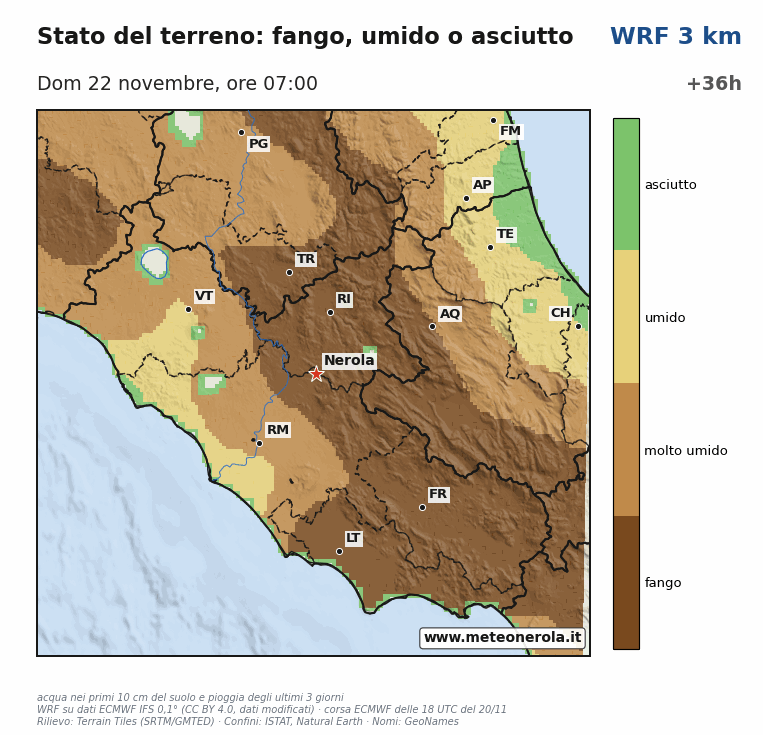 Stato del terreno: fango, umido o asciutto
WRF 3 km
Dom 22 novembre, ore 07:00
+36h
FM
PG
AP
TE
TR
VT
RI
AQ
CH
Nerola
RM
FR
LT
www.meteonerola.it
asciutto
umido
molto umido
fango
acqua nei primi 10 cm del suolo e pioggia degli ultimi 3 giorni
WRF su dati ECMWF IFS 0,1° (CC BY 4.0, dati modificati) · corsa ECMWF delle 18 UTC del 20/11
Rilievo: Terrain Tiles (SRTM/GMTED) · Confini: ISTAT, Natural Earth · Nomi: GeoNames